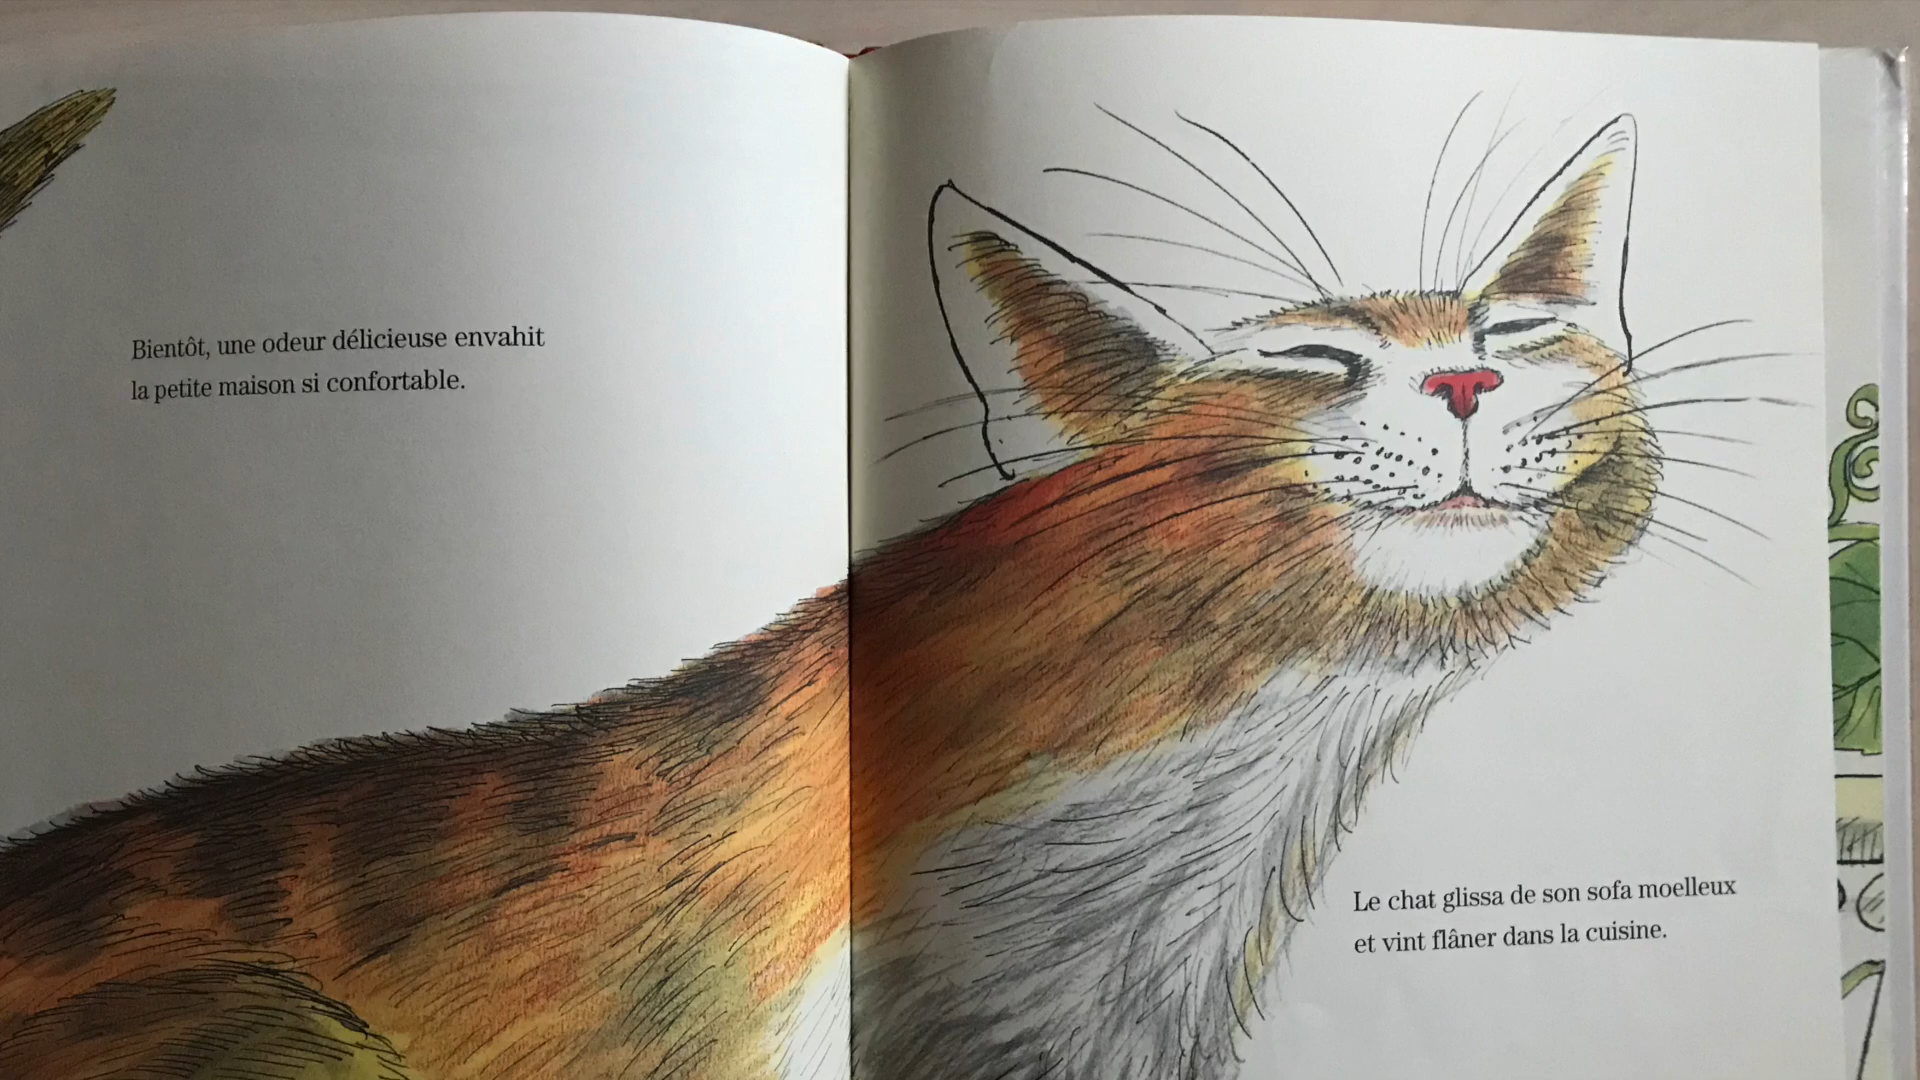 Bientôt, une odeur délicieuse envahit
la petite maison si confortable.
Le chat glissa de son sofa moelleux
et vint flâner dans la cuisine.